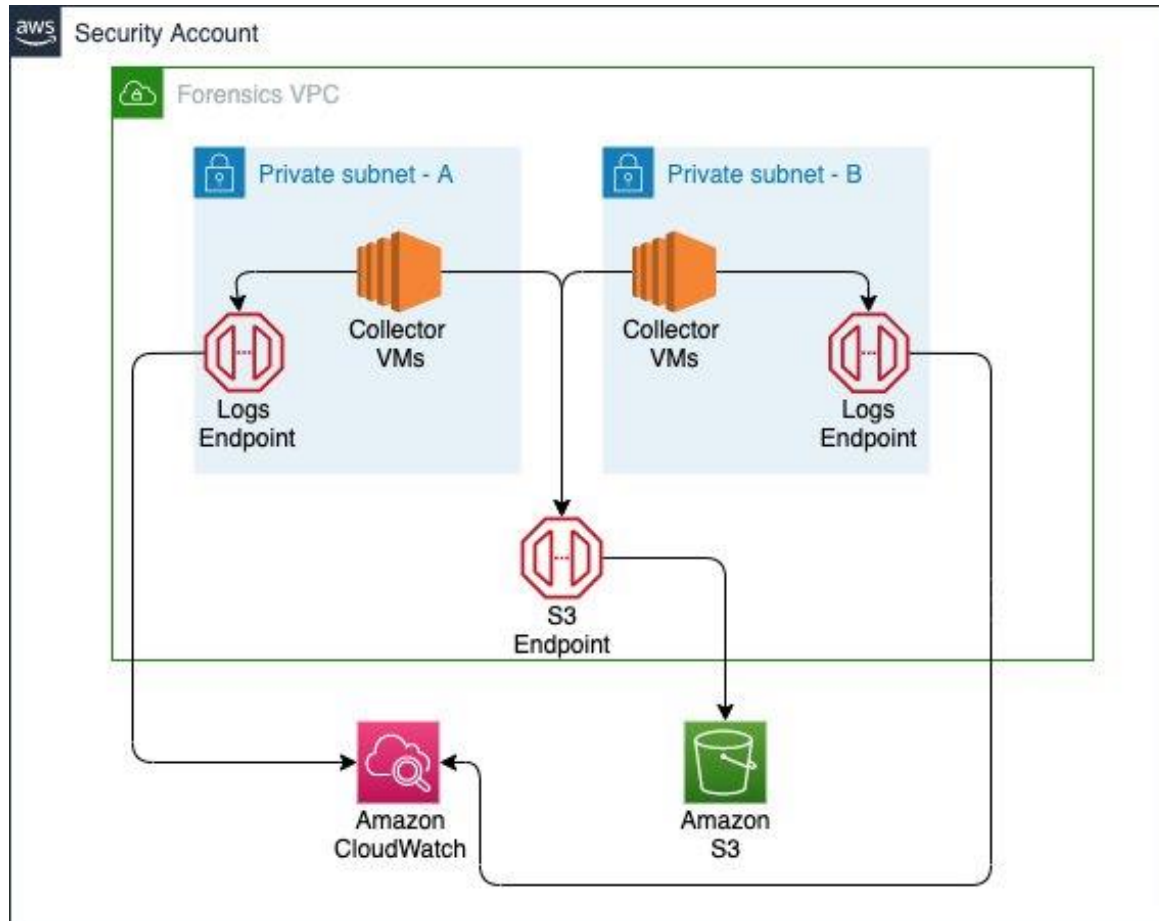 aws
Security Account
Forensics VPC
Private subnet - A
Private subnet - B
Collector
VMs
Collector
VMs
Logs
Endpoint
Logs
Endpoint
S3
Endpoint
Amazon
CloudWatch
Amazon
S3